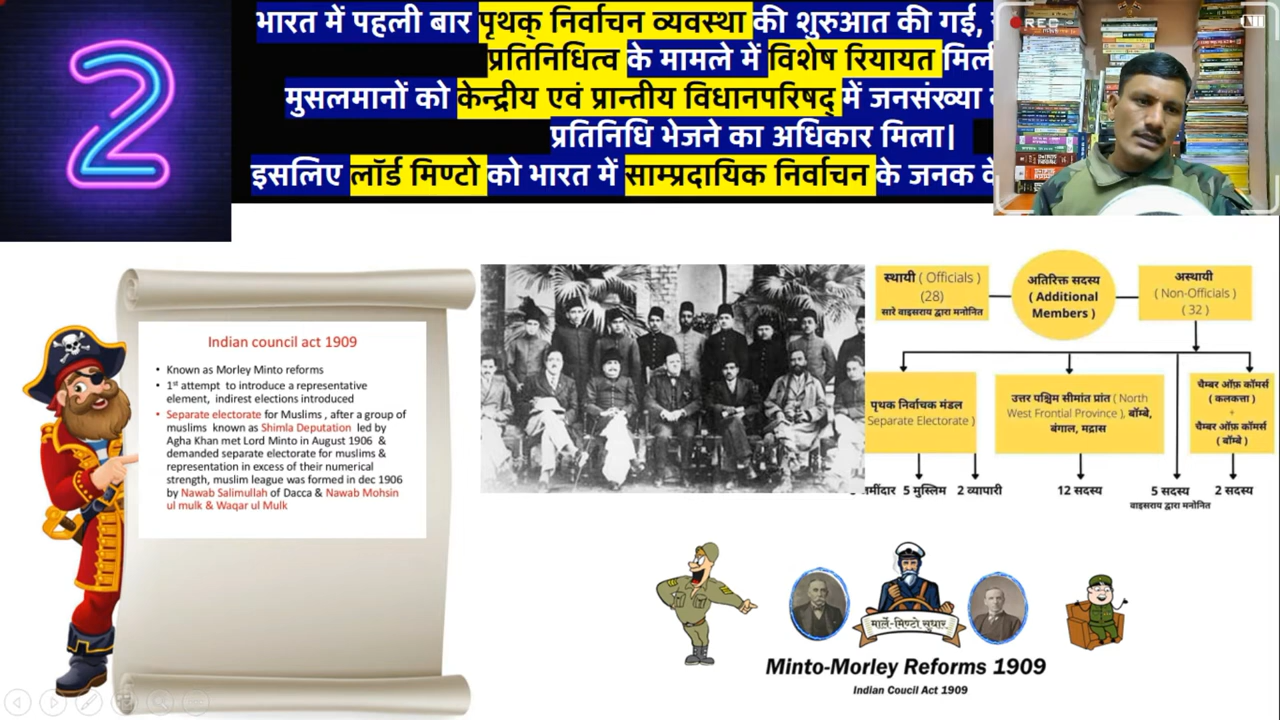 भारत में पहली बार पृथक् निर्वाचन व्यवस्था की शुरुआत की गई,
प्रतिनिधित्व के मामले में विशेष रियायत मिली
मुसलमानों को केन्द्रीय एवं प्रान्तीय विधानपरिषद् में जनसंख्या
प्रतिनिधि भेजने का अधिकार मिला।
इसलिए लॉर्ड मिण्टो को भारत में साम्प्रदायिक निर्वाचन के जनक
REC
Indian council act 1909
• Known as Morley Minto reforms
• 1st attempt to introduce a representative
element, indirest elections introduced
• Separate electorate for Muslims , after a group of
muslims known as Shimla Deputation led by
Agha Khan met Lord Minto in August 1906 &
demanded separate electorate for muslims &
representation in excess of their numerical
strength, muslim league was formed in dec 1906
by Nawab Salimullah of Dacca & Nawab Mohsin
ul mulk & Waqar ul Mulk
स्थायी ( Officials )
(28)
सारे वाइसराय द्वारा मनोनित
अतिरिक्त सदस्य
( Additional
Members )
अस्थायी
( Non-Officials )
( 32 )
पृथक निर्वाचक मंडल
Separate Electorate )
उत्तर पश्चिम सीमांत प्रांत ( North
West Frontial Province ), बॉम्बे,
बंगाल, मद्रास
चैम्बर ऑफ़ कॉमर्स
( कलकत्ता )
+
चैम्बर ऑफ़ कॉमर्स
( बॉम्बे )
5 मुस्लिम
2 व्यापारी
12 सदस्य
5 सदस्य
वाइसराय द्वारा मनोनित
2 सदस्य
मार्ले-मिण्टो सुधार
Minto-Morley Reforms 1909
Indian Coucil Act 1909